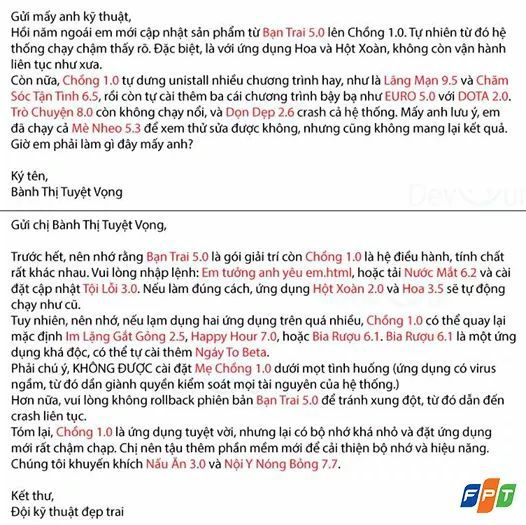 Gửi mấy anh kỹ thuật,
Hồi năm ngoái em mới cập nhật sản phẩm từ Bạn Trai 5.0 lên Chồng 1.0. Tự nhiên từ đó hệ
thống chạy chậm thấy rõ. Đặc biệt, là với ứng dụng Hoa và Hột Xoàn, không còn vận hành
liên tục như xưa.
Còn nữa, Chồng 1.0 tự dưng unistall nhiều chương trình hay, như là Lãng Mạn 9.5 và Chăm
Sóc Tận Tình 6.5, rồi còn tự cài thêm ba cái chương trình bậy bạ như EURO 5.0 với DOTA 2.0.
Trò Chuyện 8.0 còn không chạy nổi, và Dọn Dẹp 2.6 crash cả hệ thống. Mấy anh lưu ý, em
đã chạy cả Mè Nheo 5.3 để xem thử sửa được không, nhưng cũng không mang lại kết quả.
Giờ em phải làm gì đây mấy anh?
Ký tên,
Bành Thị Tuyệt Vọng
Gửi chị Bành Thị Tuyệt Vọng,
Trước hết, nên nhớ rằng Bạn Trai 5.0 là gói giải trí còn Chồng 1.0 là hệ điều hành, tính chất
rất khác nhau. Vui lòng nhập lệnh: Em tưởng anh yêu em.html, hoặc tải Nước Mắt 6.2 và cài
đặt cập nhật Tội Lỗi 3.0. Nếu làm đúng cách, ứng dụng Hột Xoàn 2.0 và Hoa 3.5 sẽ tự động
chạy như cũ.
Tuy nhiên, nên nhớ, nếu lạm dụng hai ứng dụng trên quá nhiều, Chồng 1.0 có thể quay lại
mặc định Im Lặng Gắt Gỏng 2.5, Happy Hour 7.0, hoặc Bia Rượu 6.1. Bia Rượu 6.1 là một ứng
dụng khá độc, có thể tự cài thêm Ngáy To Beta.
Phải chú ý, KHÔNG ĐƯỢC cài đặt Mẹ Chồng 1.0 dưới mọi tình huống (ứng dụng có virus
ngầm, từ đó dần giành quyền kiểm soát mọi tài nguyên của hệ thống.)
Hơn nữa, vui lòng không rollback phiên bản Bạn Trai 5.0 để tránh xung đột, từ đó dẫn đến
crash liên tục.
Tóm lại, Chồng 1.0 là ứng dụng tuyệt vời, nhưng lại có bộ nhớ khá nhỏ và đặt ứng dụng
mới rất chậm chạp. Chị nên tậu thêm phần mềm mới để cải thiện bộ nhớ và hiệu năng.
Chúng tôi khuyến khích Nấu Ăn 3.0 và Nội Y Nóng Bỏng 7.7.
Kết thư,
Đội kỹ thuật đẹp trai
FPT